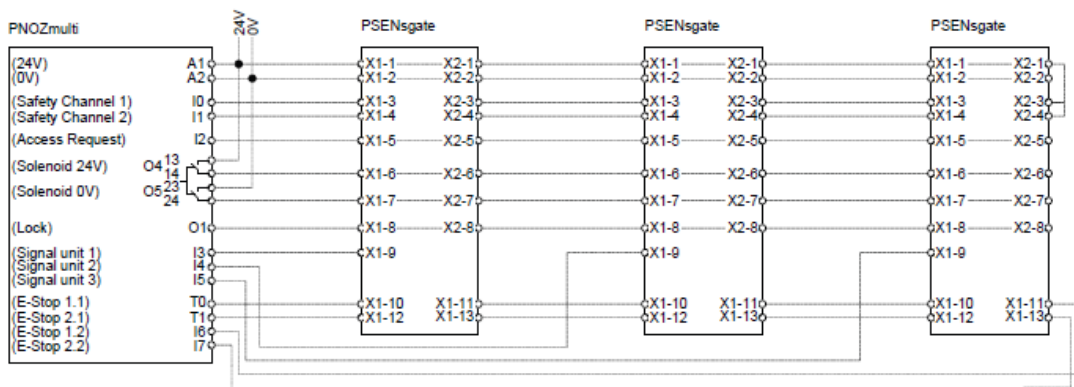 24V
0V
PNOZmulti PSENsgate PSENsgate PSENsgate
(24V) A1 X1-1 X2-1 X1-1 X2-1 X1-1 X2-1
(0V) A2 X1-2 X2-2 X1-2 X2-2 X1-2 X2-2
(Safety Channel 1) I0 X1-3 X2-3 X1-3 X2-3 X1-3 X2-3
(Safety Channel 2) I1 X1-4 X2-4 X1-4 X2-4 X1-4 X2-4
(Access Request) I2 X1-5 X2-5 X1-5 X2-5 X1-5 X2-5
(Solenoid 24V) O4 13
14 X1-6 X2-6 X1-6 X2-6 X1-6 X2-6
(Solenoid 0V) O5 23
24 X1-7 X2-7 X1-7 X2-7 X1-7 X2-7
(Lock) O1 X1-8 X2-8 X1-8 X2-8 X1-8 X2-8
(Signal unit 1) I3 X1-9 X1-9 X1-9
(Signal unit 2) I4
(Signal unit 3) I5
(E-Stop 1.1) T0 X1-10 X1-11 X1-10 X1-11 X1-10 X1-11
(E-Stop 2.1) T1 X1-12 X1-13 X1-12 X1-13 X1-12 X1-13
(E-Stop 1.2) I6
(E-Stop 2.2) I7